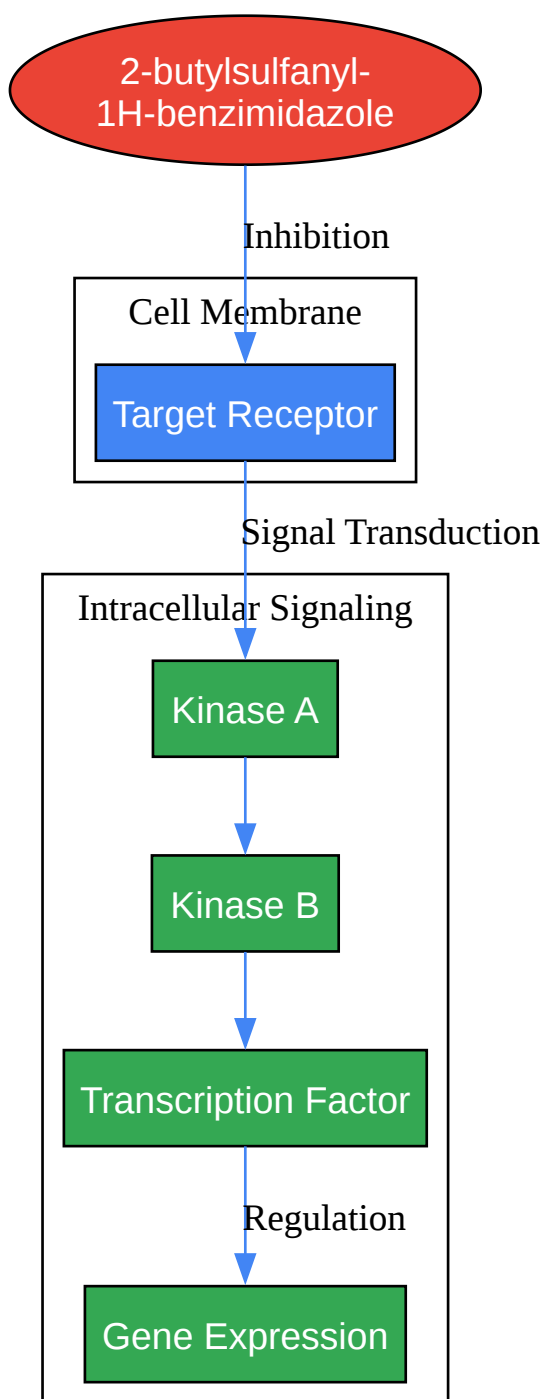 2-butylsulfanyl-
1H-benzimidazole
Inhibition
Cell Membrane
Target Receptor
Signal Transduction
Intracellular Signaling
Kinase A
Kinase B
Transcription Factor
Regulation
Gene Expression